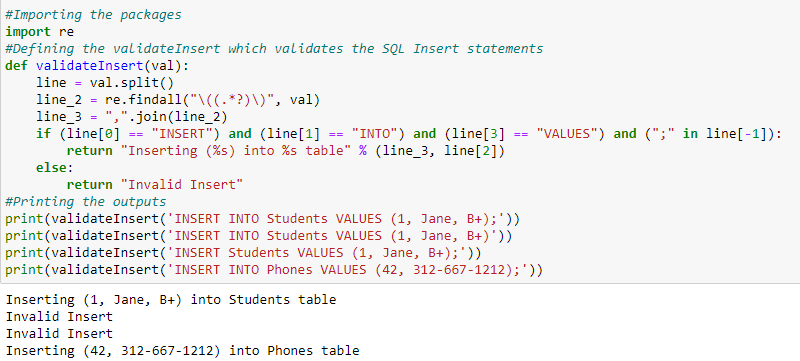 #Importing the packages
import re
#Defining the validateInsert which validates the SQL Insert statements
def validateInsert(val):
    line = val.split()
    line_2 = re.findall("\((.*?)\)", val)
    line_3 = ",".join(line_2)
    if (line[0] == "INSERT") and (line[1] == "INTO") and (line[3] == "VALUES") and (";" in line[-1]):
        return "Inserting (%s) into %s table" % (line_3, line[2])
    else:
        return "Invalid Insert"
#Printing the outputs
print(validateInsert('INSERT INTO Students VALUES (1, Jane, B+);'))
print(validateInsert('INSERT INTO Students VALUES (1, Jane, B+)'))
print(validateInsert('INSERT Students VALUES (1, Jane, B+);'))
print(validateInsert('INSERT INTO Phones VALUES (42, 312-667-1212);'))
Inserting (1, Jane, B+) into Students table
Invalid Insert
Invalid Insert
Inserting (42, 312-667-1212) into Phones table